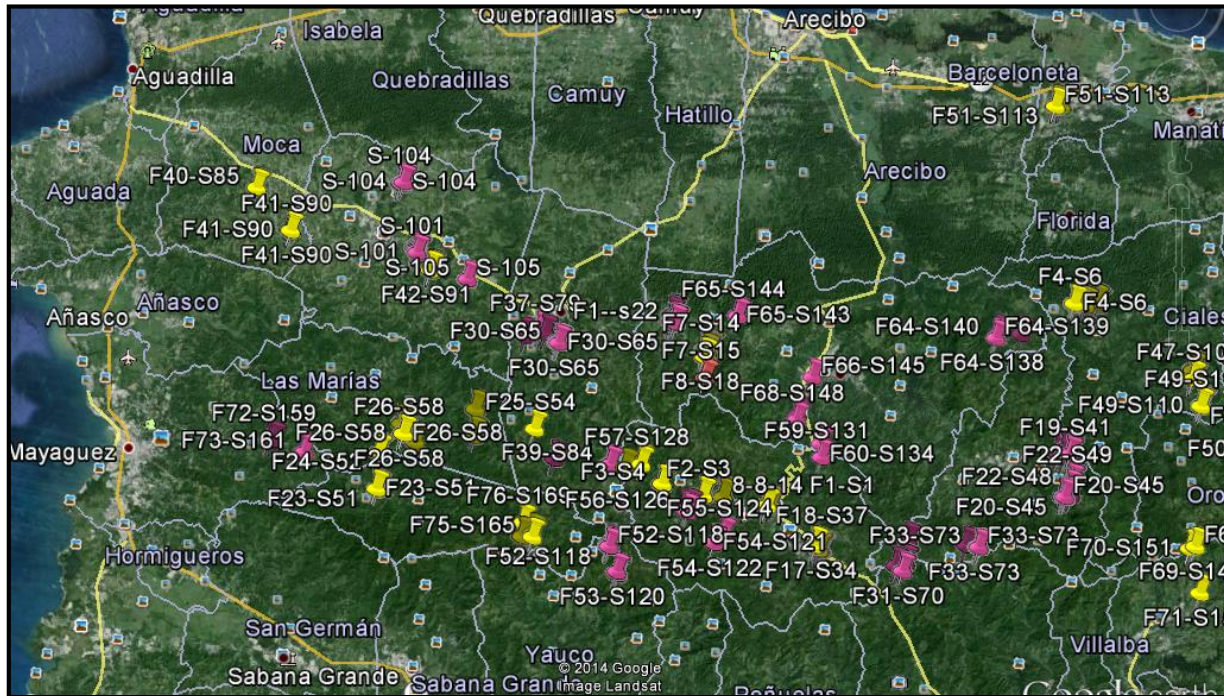 Aguadilla
Isabela
Quebradillas
Camuy
Arecibo
Aguadilla
Quebradillas
Camuy
Barceloneta
F51-S113
F51-S113
Hatillo
Moca
Aguada
S-104
S-104
S-104
F40-S85
F41-S90
F41-S90
F41-S90
Arecibo
Florida
S-101
S-101
S-105
S-105
F42-S91
Añasco
Añasco
F65-S144
F65-S143
F4-S6
F4-S6
F37-S79
F1--s22
F7-S14
F7-S15
F30-S65
F30-S65
F30-S65
F64-S140
F64-S139
F64-S138
F8-S18
F66-S145
F68-S148
F49-S110
Las Marías
F72-S159
F73-S161
F26-S58
F26-S58
F26-S58
F26-S58
F25-S54
F39-S84
F57-S128
F59-S131
F60-S134
F19-S41
F22-S49
F22-S48
F20-S45
F20-S45
Mayaguez
F23-S51
F23-S51
F3-S4
F2-S3
8-8-14
F1-S1
F76-S169
F56-S126
F55-S124
F18-S37
F75-S165
F52-S118
F52-S118
F54-S121
F54-S122
F17-S34
F33-S73
F33-S73
F33-S73
F70-S151
F31-S70
F53-S120
Hormigueros
San Germán
Sabana Grande
Yauco
Villalba
© 2014 Google
Image Landsat